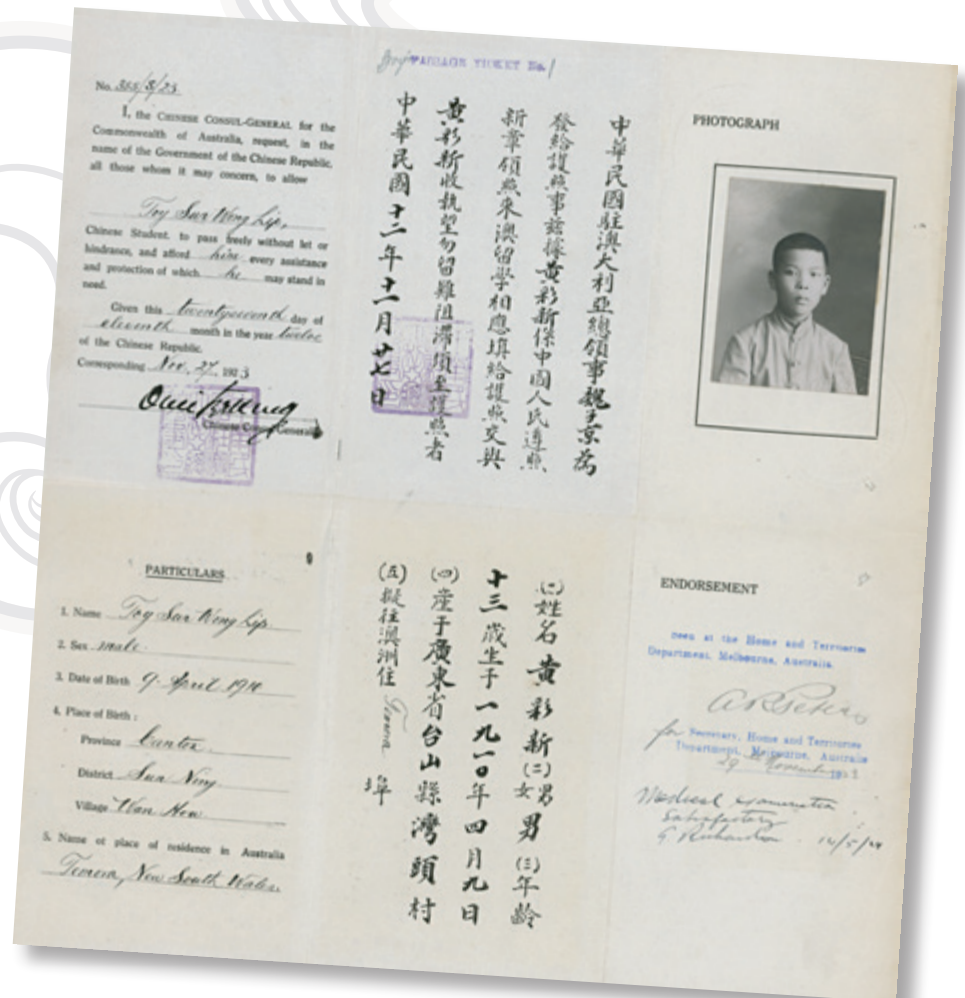 No. 355/3/23
I, the CHINESE CONSUL-GENERAL for the
Commonwealth of Australia, request, in the
name of the Government of the Chinese Republic,
all those whom it may concern, to allow
Toy Sun Wing Lip,
Chinese Student, to pass freely without let or
hindrance, and afford him every assistance
and protection of which he may stand in
need.
Given this twentyseventh day of
eleventh month in the year twelve
of the Chinese Republic.
Corresponding Nov. 27, 1923
Chinese Consul General
PASSAGE TICKET No.
中華民國駐澳大利亞總領事魏子京為
發給護照事茲據黃彩新係中國人民遵照
新章領照來澳留學相應填給護照交與
黃彩新收執望勿留難阻滯須至護照者
中華民國十二年十一月廿七日
PHOTOGRAPH
PARTICULARS
1. Name Toy Sun Wing Lip
2. Sex male
3. Date of Birth 9 April 1910
4. Place of Birth :
Province Canton
District Sun Ning
Village Wan Hew
5. Name of place of residence in Australia
Temora, New South Wales
(一)姓名 黃彩新 (二)男女 男 (三)年齡
十三歲生于一九一〇年四月九日
(四)產于廣東省台山縣灣頭村
(五)擬往澳洲住 Temora 埠
ENDORSEMENT
Seen at the Home and Territories
Department, Melbourne, Australia.
for Secretary, Home and Territories
Department, Melbourne, Australia
29 November 1923
Medical examination
Satisfactory
G. Richardson 14/5/24